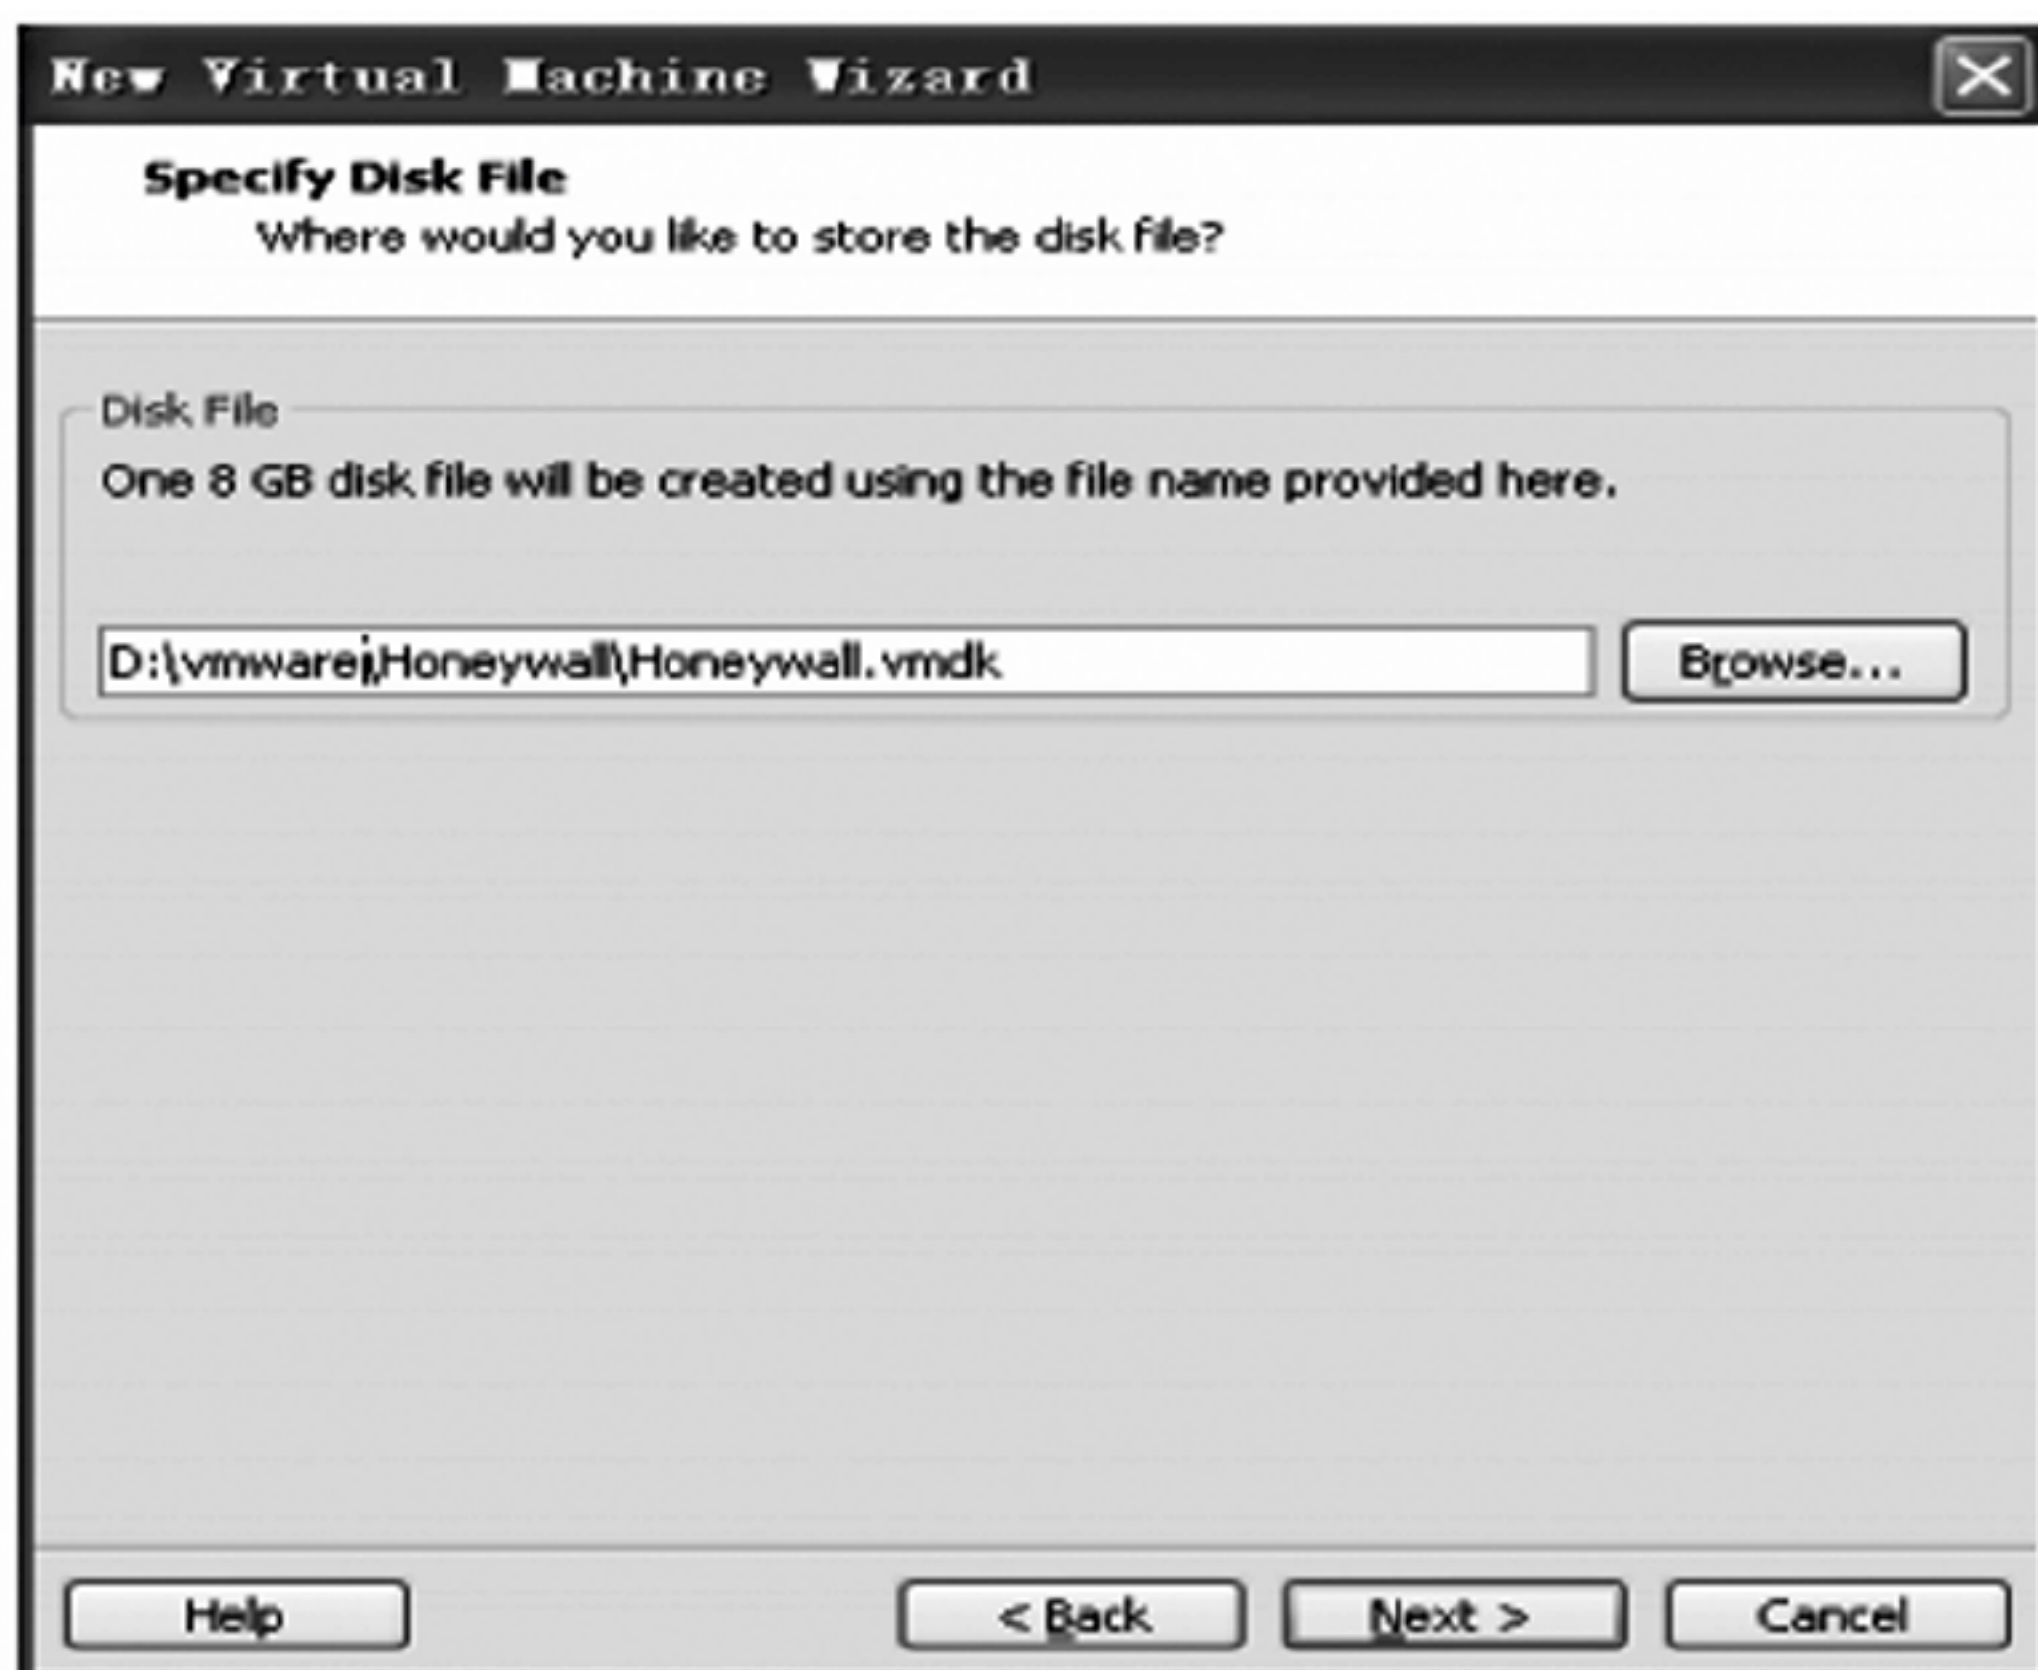 New Virtual Machine Wizard
Specify Disk File
Where would you like to store the disk file?
Disk File
One 8 GB disk file will be created using the file name provided here.
D:\vmware\Honeywall\Honeywall.vmdk
Browse...
Help
< Back
Next >
Cancel